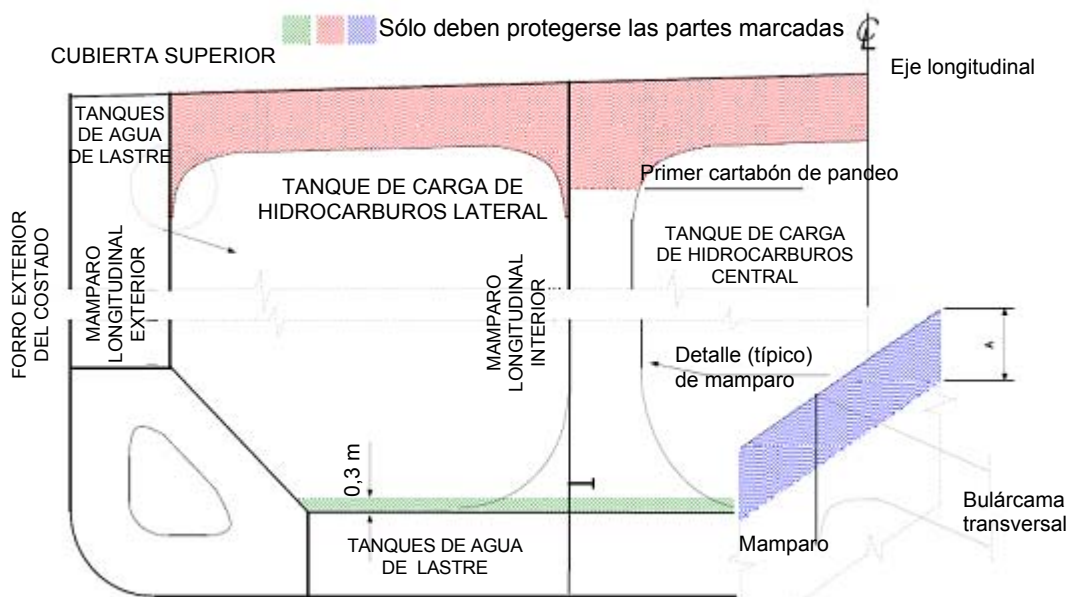 Sólo deben protegerse las partes marcadas
CUBIERTA SUPERIOR
Eje longitudinal
TANQUES
DE AGUA
DE LASTRE
Primer cartabón de pandeo
TANQUE DE CARGA DE
HIDROCARBUROS LATERAL
TANQUE DE CARGA
DE HIDROCARBUROS
CENTRAL
FORRO EXTERIOR
DEL COSTADO
MAMPARO
LONGITUDINAL
EXTERIOR
MAMPARO
LONGITUDINAL
INTERIOR
Detalle (típico)
de mamparo
A
0,3 m
Bulárcama
transversal
Mamparo
TANQUES DE AGUA
DE LASTRE